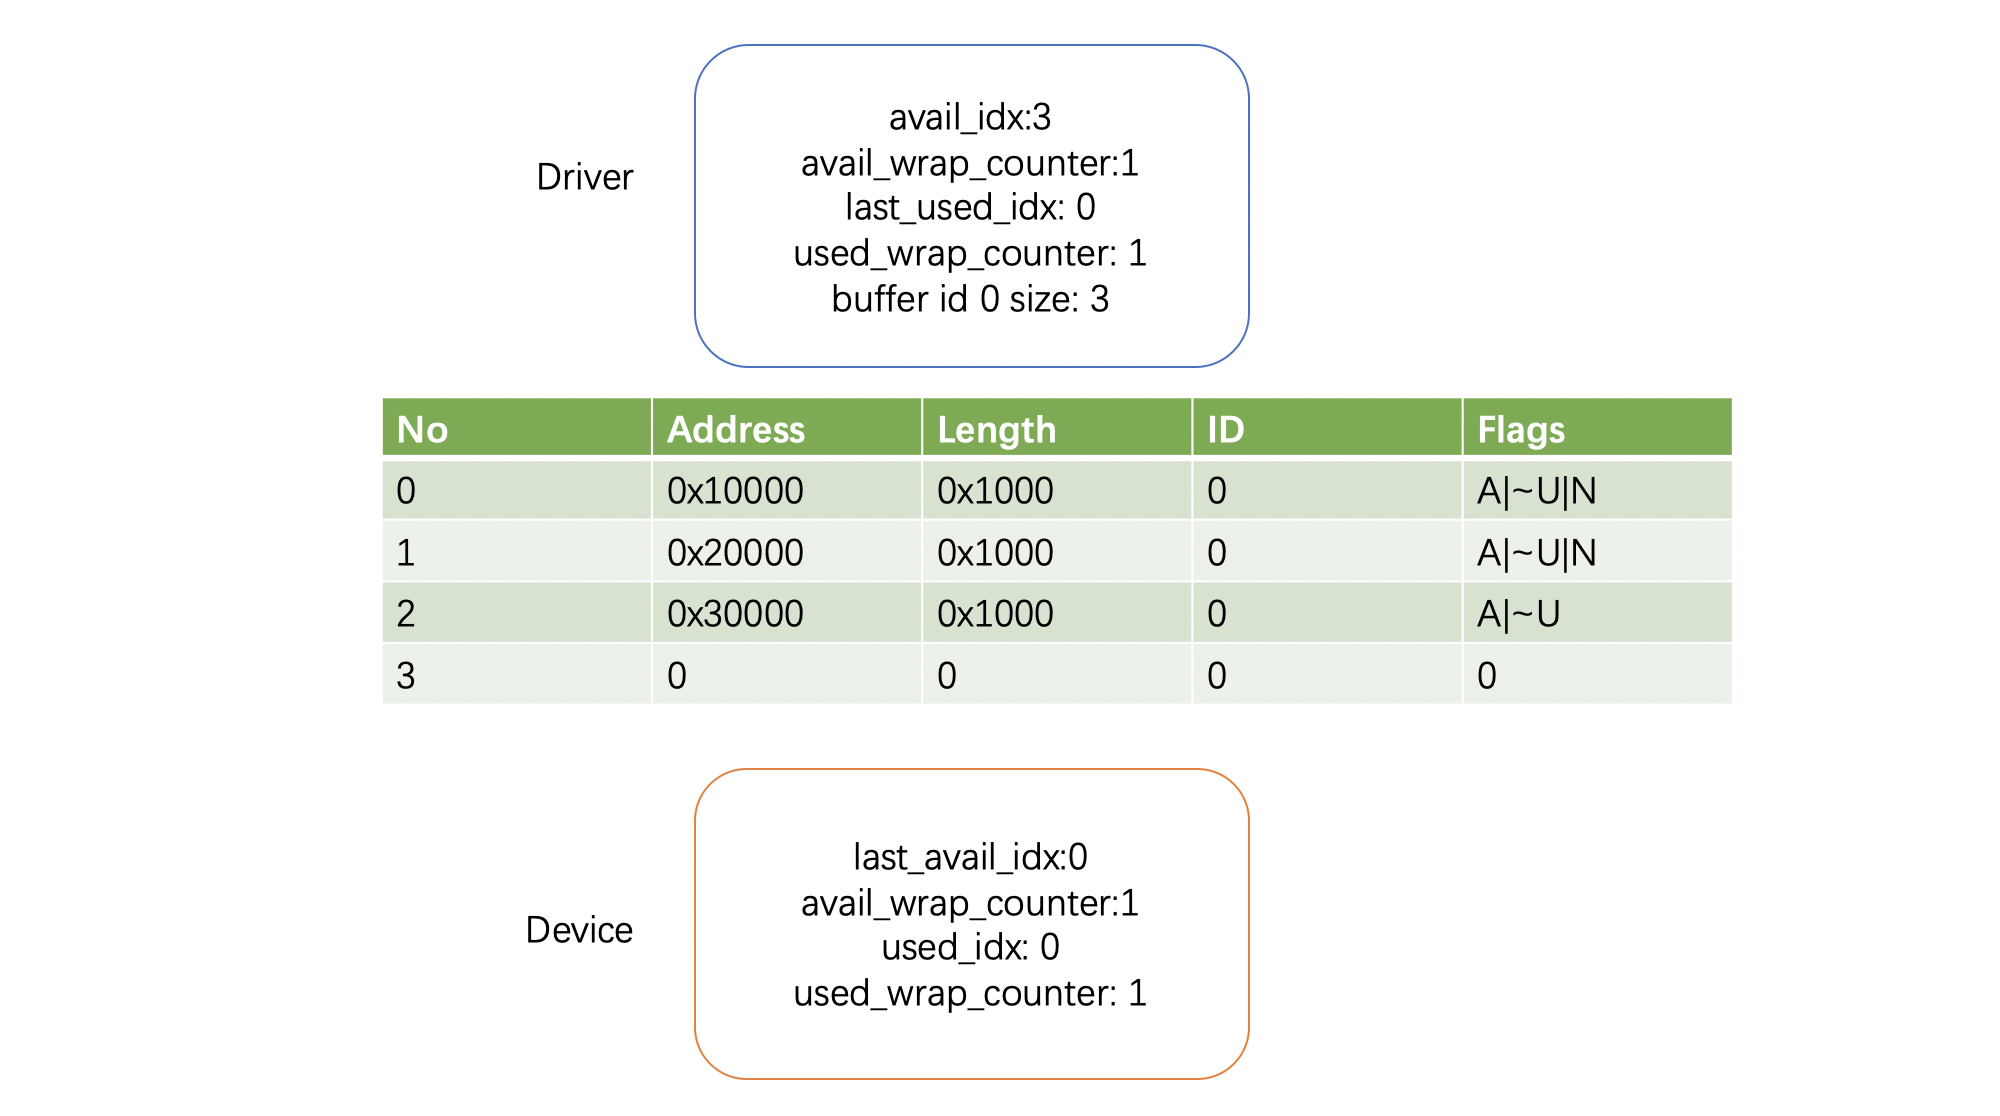 avail_idx:3
Driver
avail_wrap_counter:1
last_used_idx: 0
used_wrap_counter: 1
buffer id 0 size: 3
No Address Length ID Flags
0 0x10000 0x1000 0 A|~U|N
1 0x20000 0x1000 0 A|~U|N
2 0x30000 0x1000 0 A|~U
3 0 0 0 0
last_avail_idx:0
avail_wrap_counter:1
Device
used_idx: 0
used_wrap_counter: 1